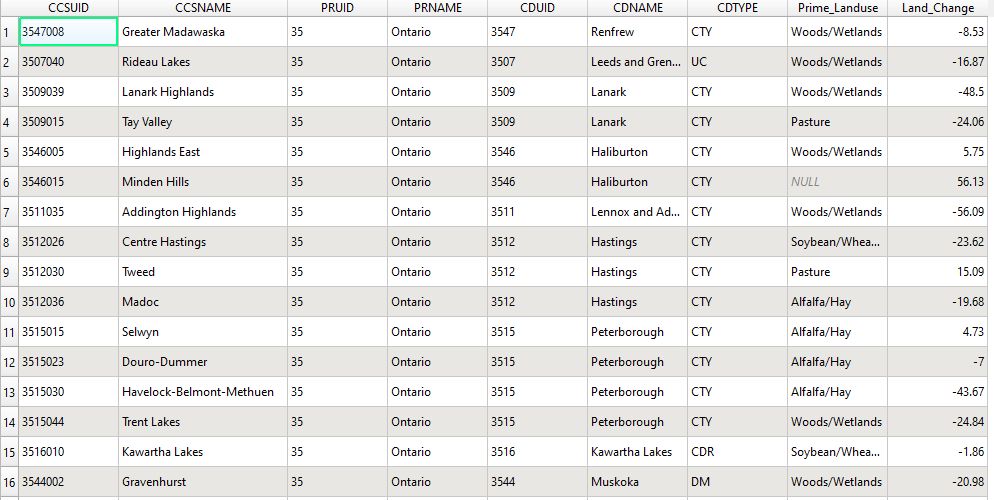 CCSUID CCSNAME PRUID PRNAME CDUID CDNAME CDTYPE Prime_Landuse Land_Change
1 3547008 Greater Madawaska 35 Ontario 3547 Renfrew CTY Woods/Wetlands -8.53
2 3507040 Rideau Lakes 35 Ontario 3507 Leeds and Gren... UC Woods/Wetlands -16.87
3 3509039 Lanark Highlands 35 Ontario 3509 Lanark CTY Woods/Wetlands -48.5
4 3509015 Tay Valley 35 Ontario 3509 Lanark CTY Pasture -24.06
5 3546005 Highlands East 35 Ontario 3546 Haliburton CTY Woods/Wetlands 5.75
6 3546015 Minden Hills 35 Ontario 3546 Haliburton CTY NULL 56.13
7 3511035 Addington Highlands 35 Ontario 3511 Lennox and Ad... CTY Woods/Wetlands -56.09
8 3512026 Centre Hastings 35 Ontario 3512 Hastings CTY Soybean/Whea... -23.62
9 3512030 Tweed 35 Ontario 3512 Hastings CTY Pasture 15.09
10 3512036 Madoc 35 Ontario 3512 Hastings CTY Alfalfa/Hay -19.68
11 3515015 Selwyn 35 Ontario 3515 Peterborough CTY Alfalfa/Hay 4.73
12 3515023 Douro-Dummer 35 Ontario 3515 Peterborough CTY Alfalfa/Hay -7
13 3515030 Havelock-Belmont-Methuen 35 Ontario 3515 Peterborough CTY Alfalfa/Hay -43.67
14 3515044 Trent Lakes 35 Ontario 3515 Peterborough CTY Woods/Wetlands -24.84
15 3516010 Kawartha Lakes 35 Ontario 3516 Kawartha Lakes CDR Soybean/Whea... -1.86
16 3544002 Gravenhurst 35 Ontario 3544 Muskoka DM Woods/Wetlands -20.98